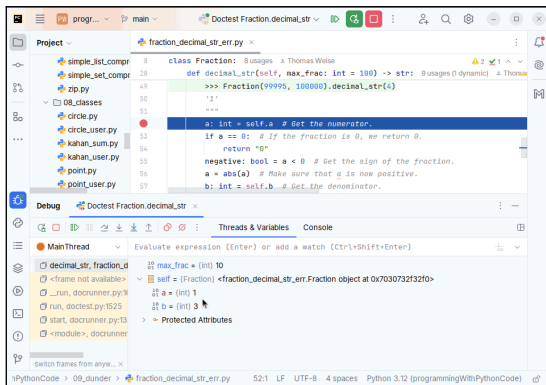 PW progr... main Doctest Fraction.decimal_str
Project
simple_list_compr
simple_set_compr
zip.py
08_classes
circle.py
circle_user.py
kahan_sum.py
kahan_user.py
point.py
point_user.py
fraction_decimal_str_err.py
8 class Fraction: 8 usages Thomas Weise 2 1
28 def decimal_str(self, max_frac: int = 100) -> str: 9 usages (1 dynamic) Thomas
49 >>> Fraction(99995, 100000).decimal_str(4)
50 '1'
51 """
a: int = self.a # Get the numerator.
53 if a == 0: # If the fraction is 0, we return 0.
54 return "0"
55 negative: bool = a < 0 # Get the sign of the fraction.
56 a = abs(a) # Make sure that a is now positive.
57 b: int = self.b # Get the denominator.
Debug Doctest Fraction.decimal_str
Threads & Variables Console
MainThread
decimal_str, fraction_d
<frame not available>
__run, docrunner.py:1
run, doctest.py:1525
start, docrunner.py:13
<module>, docrunner
Switch frames from anyw...
Evaluate expression (Enter) or add a watch (Ctrl+Shift+Enter)
max_frac = {int} 10
self = {Fraction} <fraction_decimal_str_err.Fraction object at 0x7030732f32f0>
a = {int} 1
b = {int} 3
Protected Attributes
hPythonCode > 09_dunder > fraction_decimal_str_err.py 52:1 LF UTF-8 4 spaces Python 3.12 (programmingWithPythonCode)